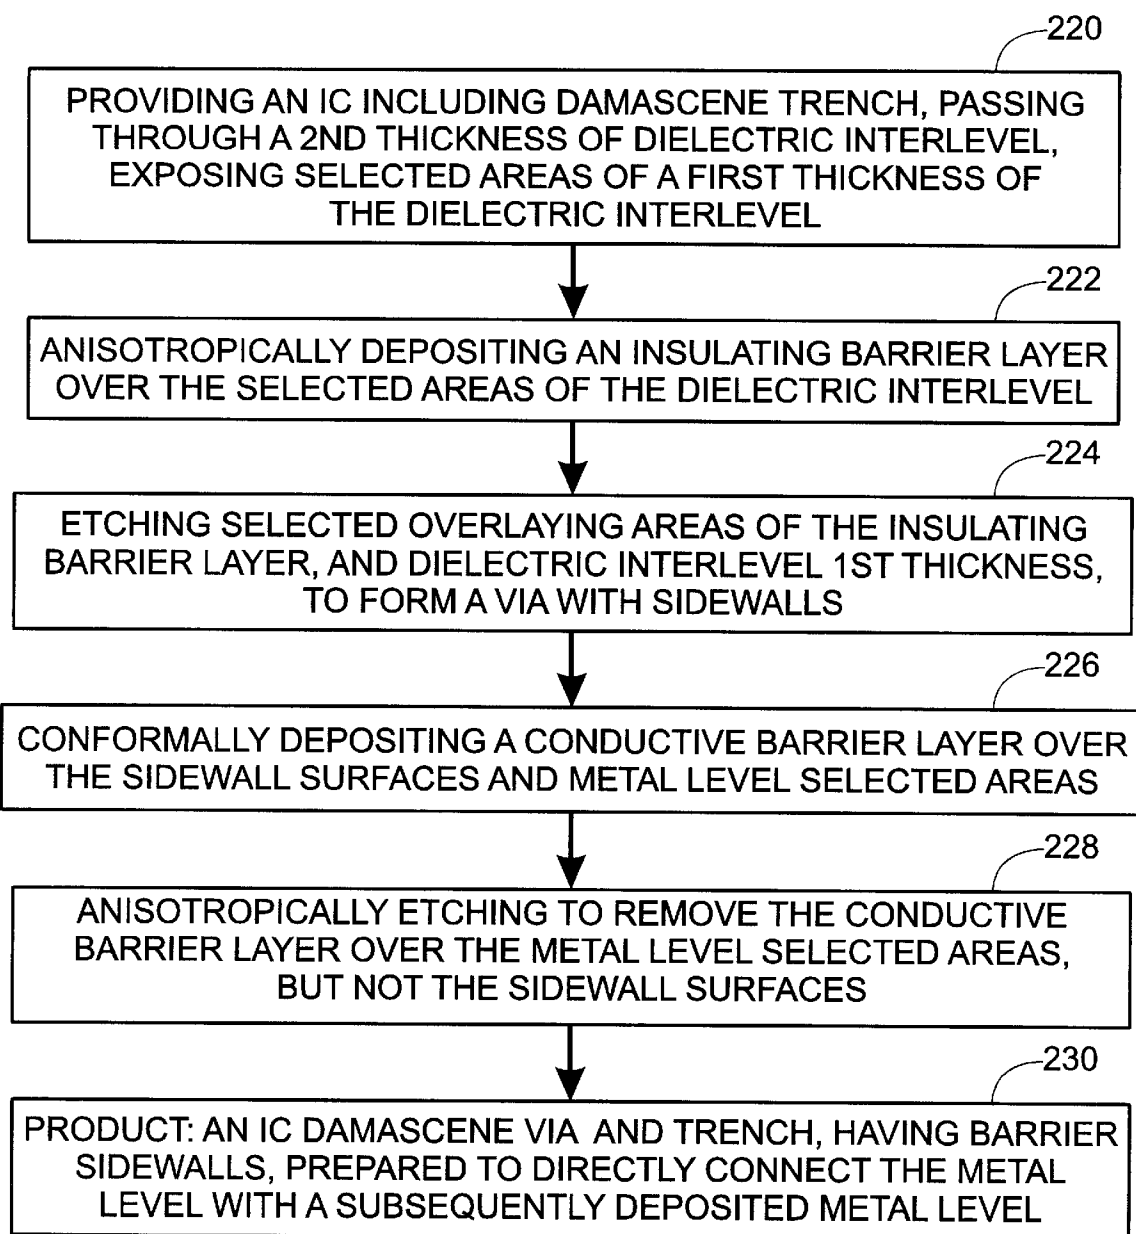 220
PROVIDING AN IC INCLUDING DAMASCENE TRENCH, PASSING
THROUGH A 2ND THICKNESS OF DIELECTRIC INTERLEVEL,
EXPOSING SELECTED AREAS OF A FIRST THICKNESS OF
THE DIELECTRIC INTERLEVEL
222
ANISOTROPICALLY DEPOSITING AN INSULATING BARRIER LAYER
OVER THE SELECTED AREAS OF THE DIELECTRIC INTERLEVEL
224
ETCHING SELECTED OVERLAYING AREAS OF THE INSULATING
BARRIER LAYER, AND DIELECTRIC INTERLEVEL 1ST THICKNESS,
TO FORM A VIA WITH SIDEWALLS
226
CONFORMALLY DEPOSITING A CONDUCTIVE BARRIER LAYER OVER
THE SIDEWALL SURFACES AND METAL LEVEL SELECTED AREAS
228
ANISOTROPICALLY ETCHING TO REMOVE THE CONDUCTIVE
BARRIER LAYER OVER THE METAL LEVEL SELECTED AREAS,
BUT NOT THE SIDEWALL SURFACES
230
PRODUCT: AN IC DAMASCENE VIA AND TRENCH, HAVING BARRIER
SIDEWALLS, PREPARED TO DIRECTLY CONNECT THE METAL
LEVEL WITH A SUBSEQUENTLY DEPOSITED METAL LEVEL